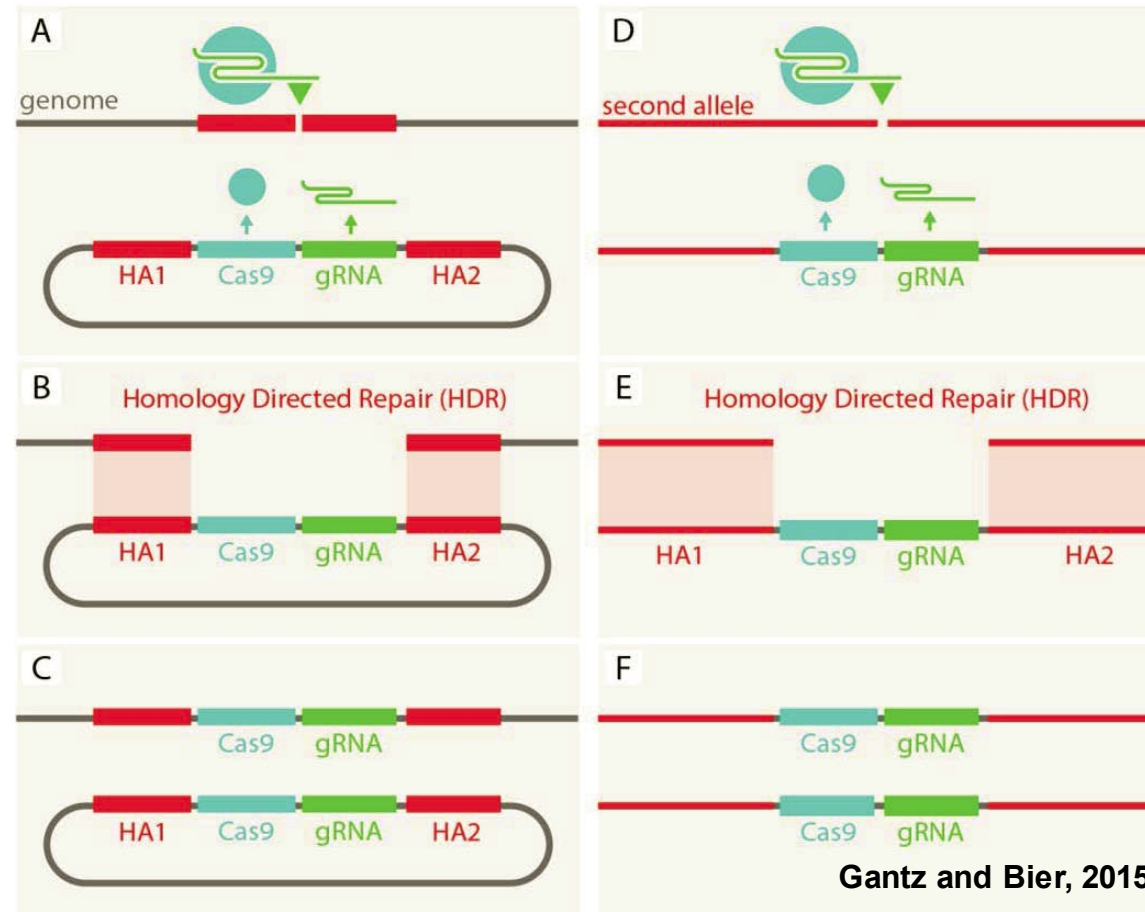 A
genome
HA1 Cas9 gRNA HA2
B
Homology Directed Repair (HDR)
HA1 Cas9 gRNA HA2
C
Cas9 gRNA
HA1 Cas9 gRNA HA2
D
second allele
Cas9 gRNA
E
Homology Directed Repair (HDR)
HA1 Cas9 gRNA HA2
F
Cas9 gRNA
Cas9 gRNA
Gantz and Bier, 2015